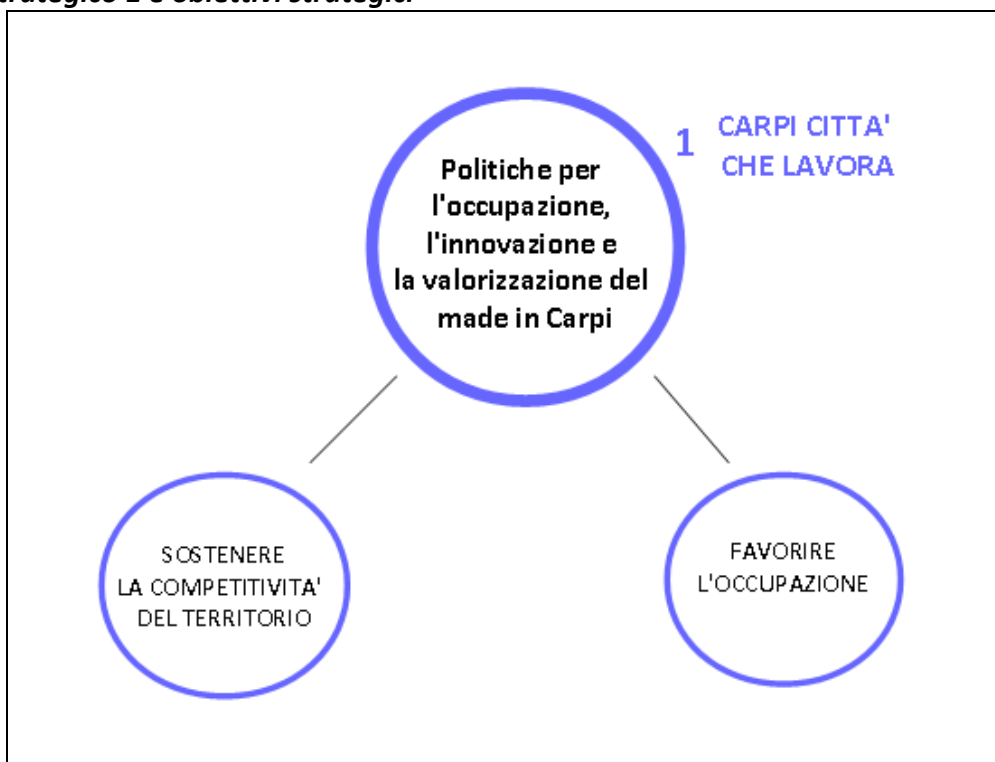 strategico 1 e obiettivi strategici
1 CARPI CITTA'
CHE LAVORA
Politiche per
l'occupazione,
l'innovazione e
la valorizzazione del
made in Carpi
SOSTENERE
LA COMPETITIVITA'
DEL TERRITORIO
FAVORIRE
L'OCCUPAZIONE